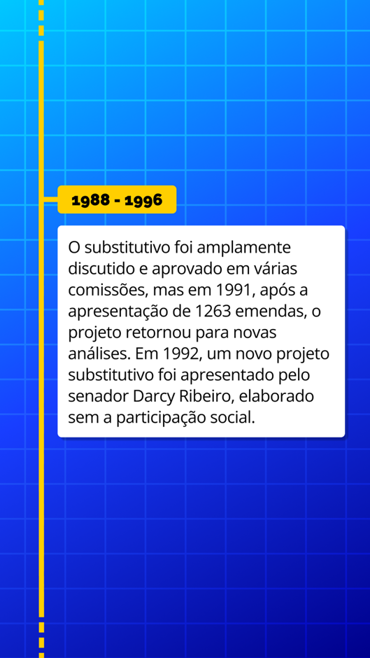 1988 - 1996
O substitutivo foi amplamente
discutido e aprovado em várias
comissões, mas em 1991, após a
apresentação de 1263 emendas, o
projeto retornou para novas
análises. Em 1992, um novo projeto
substitutivo foi apresentado pelo
senador Darcy Ribeiro, elaborado
sem a participação social.